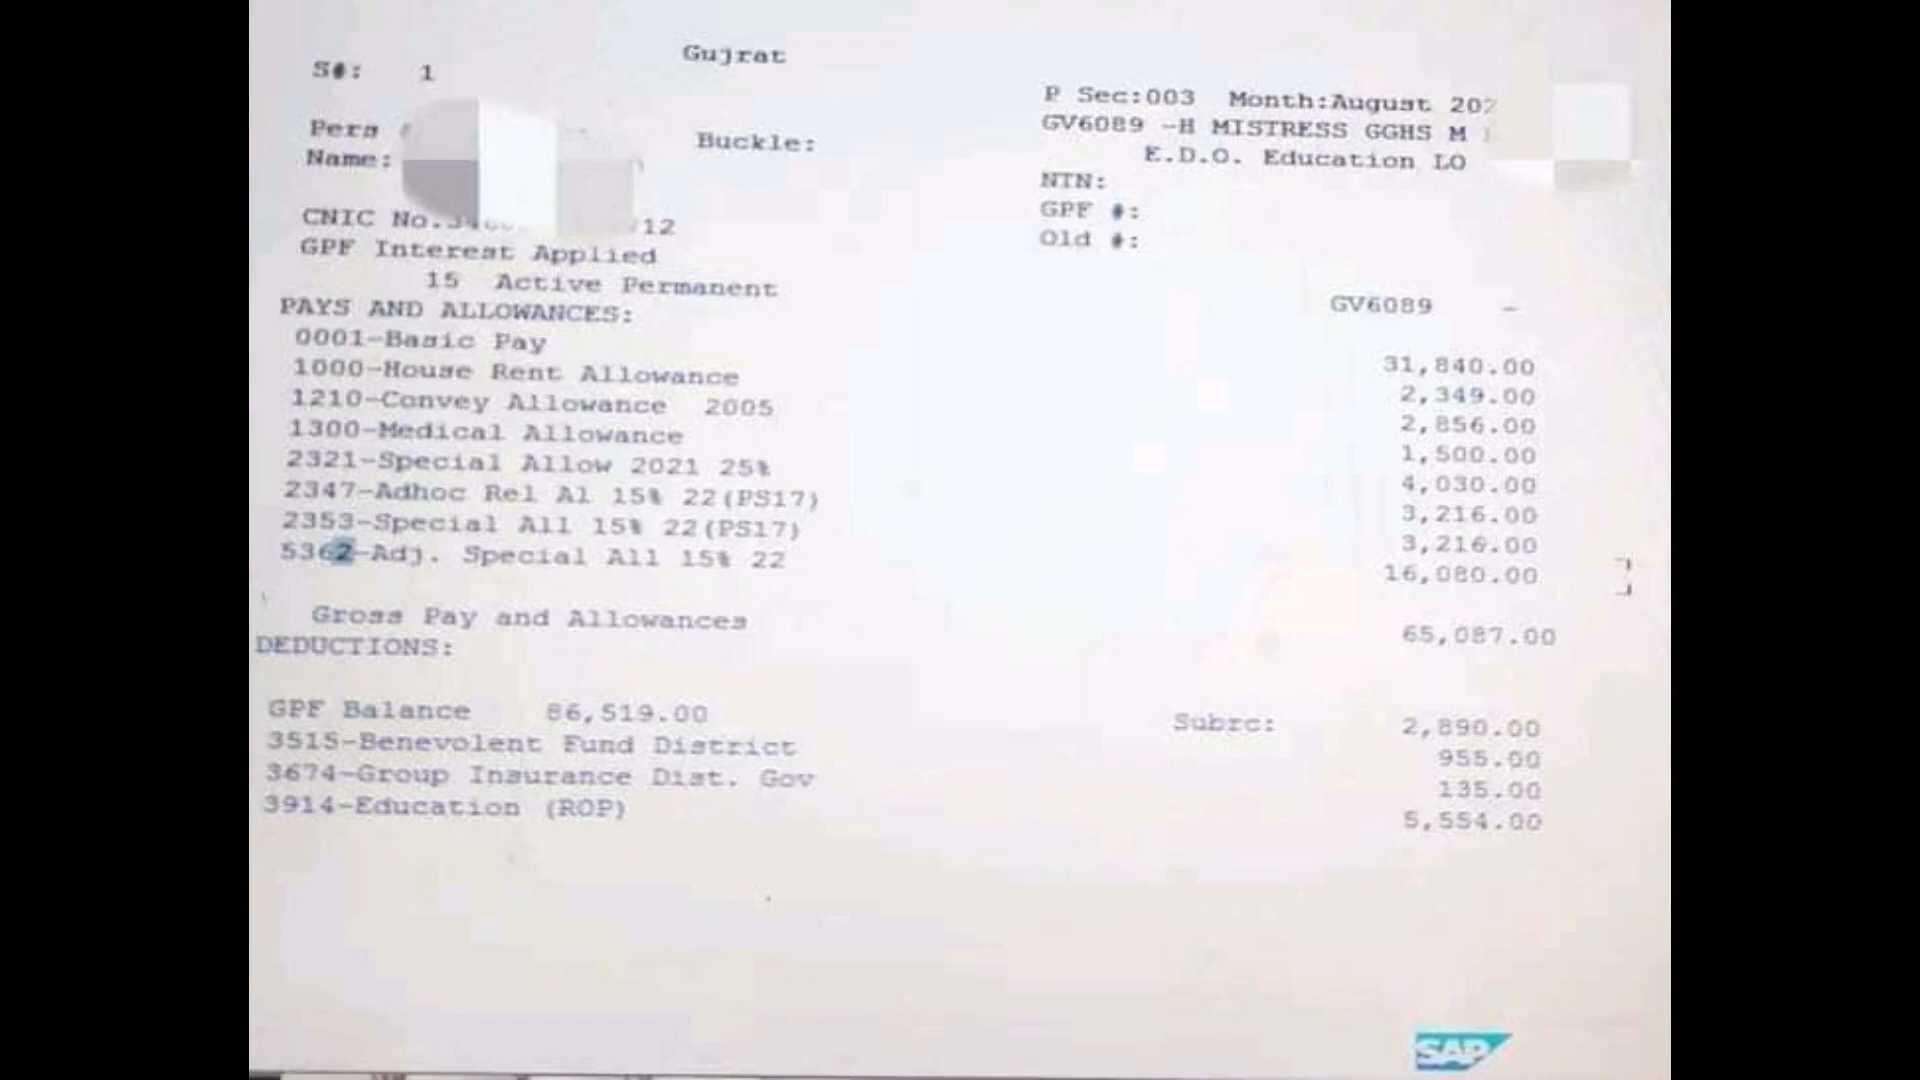 Gujrat
S#: 1
P Sec:003 Month:August 202
Pers
Buckle:
GV6089 -H MISTRESS GGHS M
Name:
E.D.O. Education LO
NTN:
CNIC No. 12
GPF #:
GPF Interest Applied
Old #:
15 Active Permanent
PAYS AND ALLOWANCES: GV6089 -
0001-Basic Pay 31,840.00
1000-House Rent Allowance 2,349.00
1210-Convey Allowance 2005 2,856.00
1300-Medical Allowance 1,500.00
2321-Special Allow 2021 25% 4,030.00
2347-Adhoc Rel Al 15% 22(PS17) 3,216.00
2353-Special All 15% 22(PS17) 3,216.00
5362-Adj. Special All 15% 22 16,080.00
Gross Pay and Allowances 65,087.00
DEDUCTIONS:
GPF Balance 86,519.00 Subrc: 2,890.00
3515-Benevolent Fund District 955.00
3674-Group Insurance Dist. Gov 135.00
3914-Education (ROP) 5,554.00
SAP